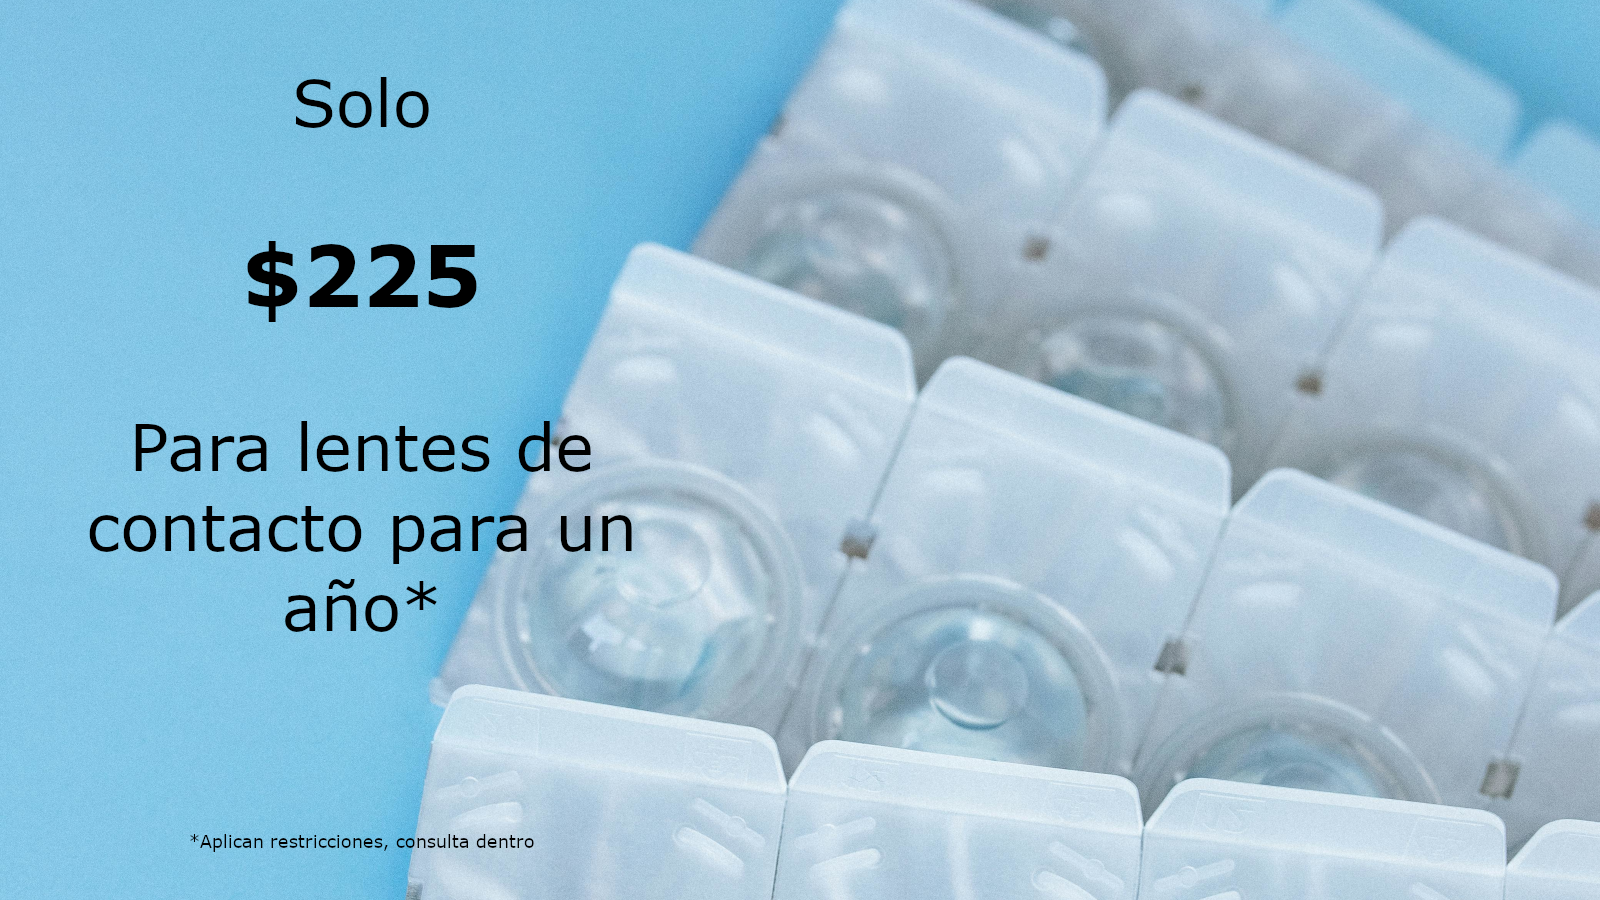 Solo
$225
Para lentes de
contacto para un
año*
*Aplican restricciones, consulta dentro